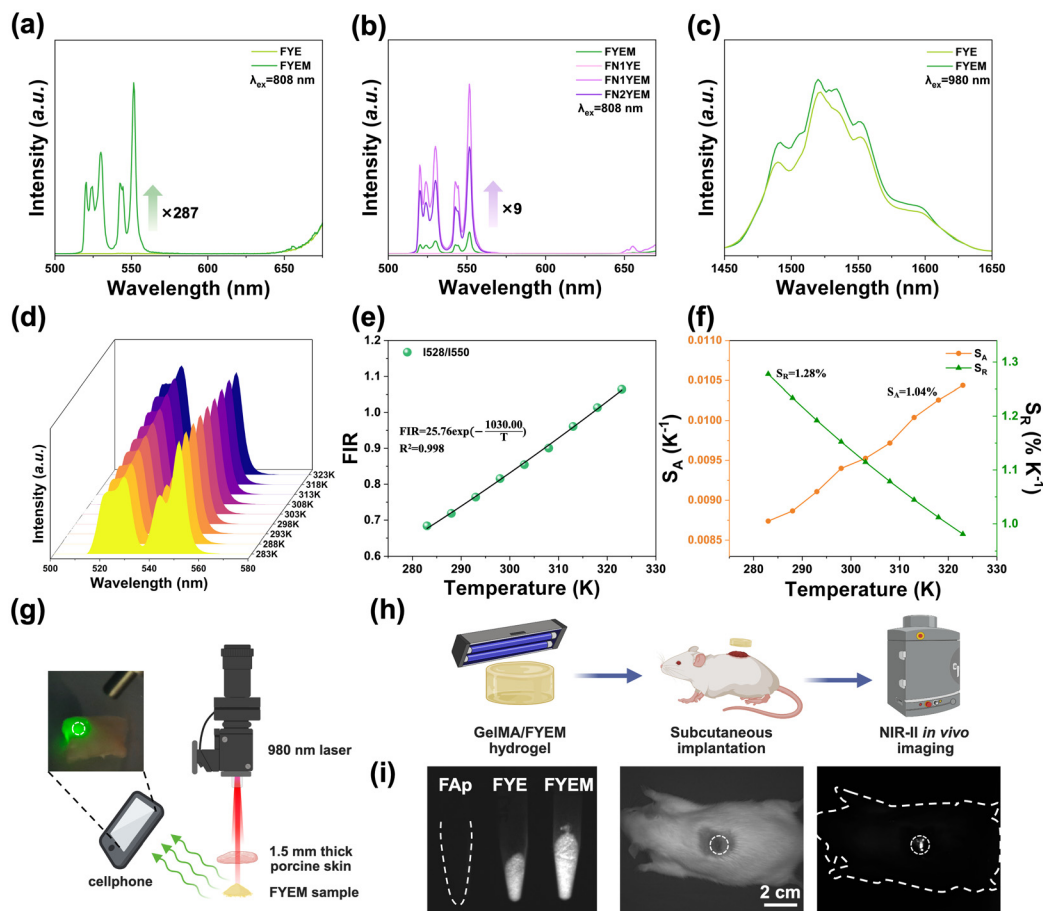 (a)
FYE
FYEM
λex=808 nm
×287
Intensity (a.u.)
500 550 600 650
Wavelength (nm)
(b)
FYEM
FN1YE
FN1YEM
FN2YEM
λex=808 nm
×9
Intensity (a.u.)
500 550 600 650
Wavelength (nm)
(c)
FYE
FYEM
λex=980 nm
Intensity (a.u.)
1450 1500 1550 1600 1650
Wavelength (nm)
(d)
Intensity (a.u.)
323K
318K
313K
308K
303K
298K
293K
288K
283K
500 520 540 560 580
Wavelength (nm)
(e)
I528/I550
FIR=25.76exp(−1030.00/T)
R²=0.998
FIR
1.2
1.1
1.0
0.9
0.8
0.7
0.6
280 290 300 310 320 330
Temperature (K)
(f)
SA
SR
SR=1.28%
SA=1.04%
SA (K-1)
0.0110
0.0105
0.0100
0.0095
0.0090
0.0085
SR (% K-1)
1.3
1.2
1.1
1.0
280 290 300 310 320 330
Temperature (K)
(g)
980 nm laser
1.5 mm thick
porcine skin
FYEM sample
cellphone
(h)
GelMA/FYEM
hydrogel
Subcutaneous
implantation
NIR-II in vivo
imaging
(i)
FAp FYE FYEM
2 cm